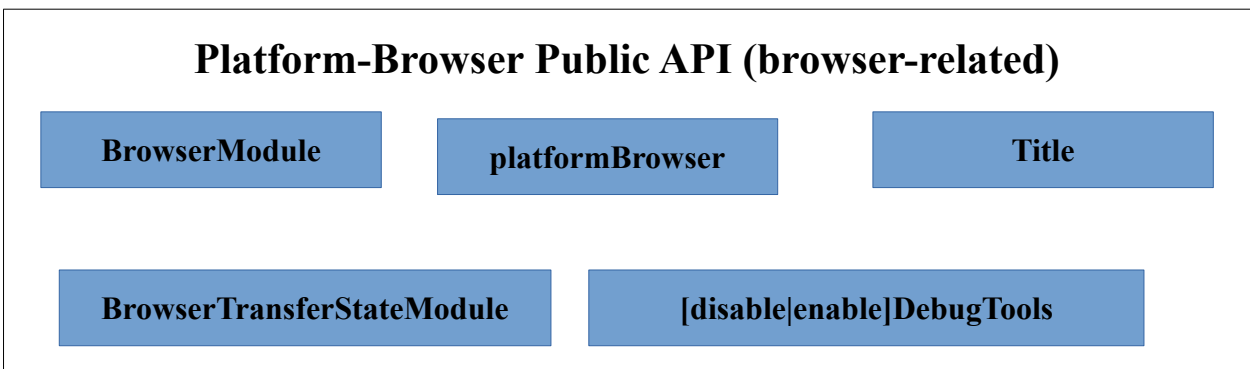 Platform-Browser Public API (browser-related)
BrowserModule
platformBrowser
Title
BrowserTransferStateModule
[disable|enable]DebugTools